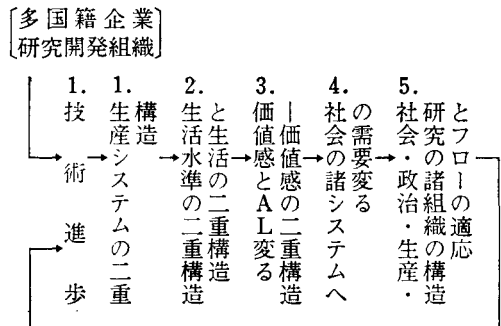 多国籍企業
研究開発組織
1.
技術進歩
1.
生産システムの二重
構造
2.
生活水準の二重構造
と生活の二重構造
3.
価値感とAL変る
—価値感の二重構造
4.
社会の諸システムへ
の需要変る
5.
社会・政治・生産・
研究の諸組織の構造
とフローの適応